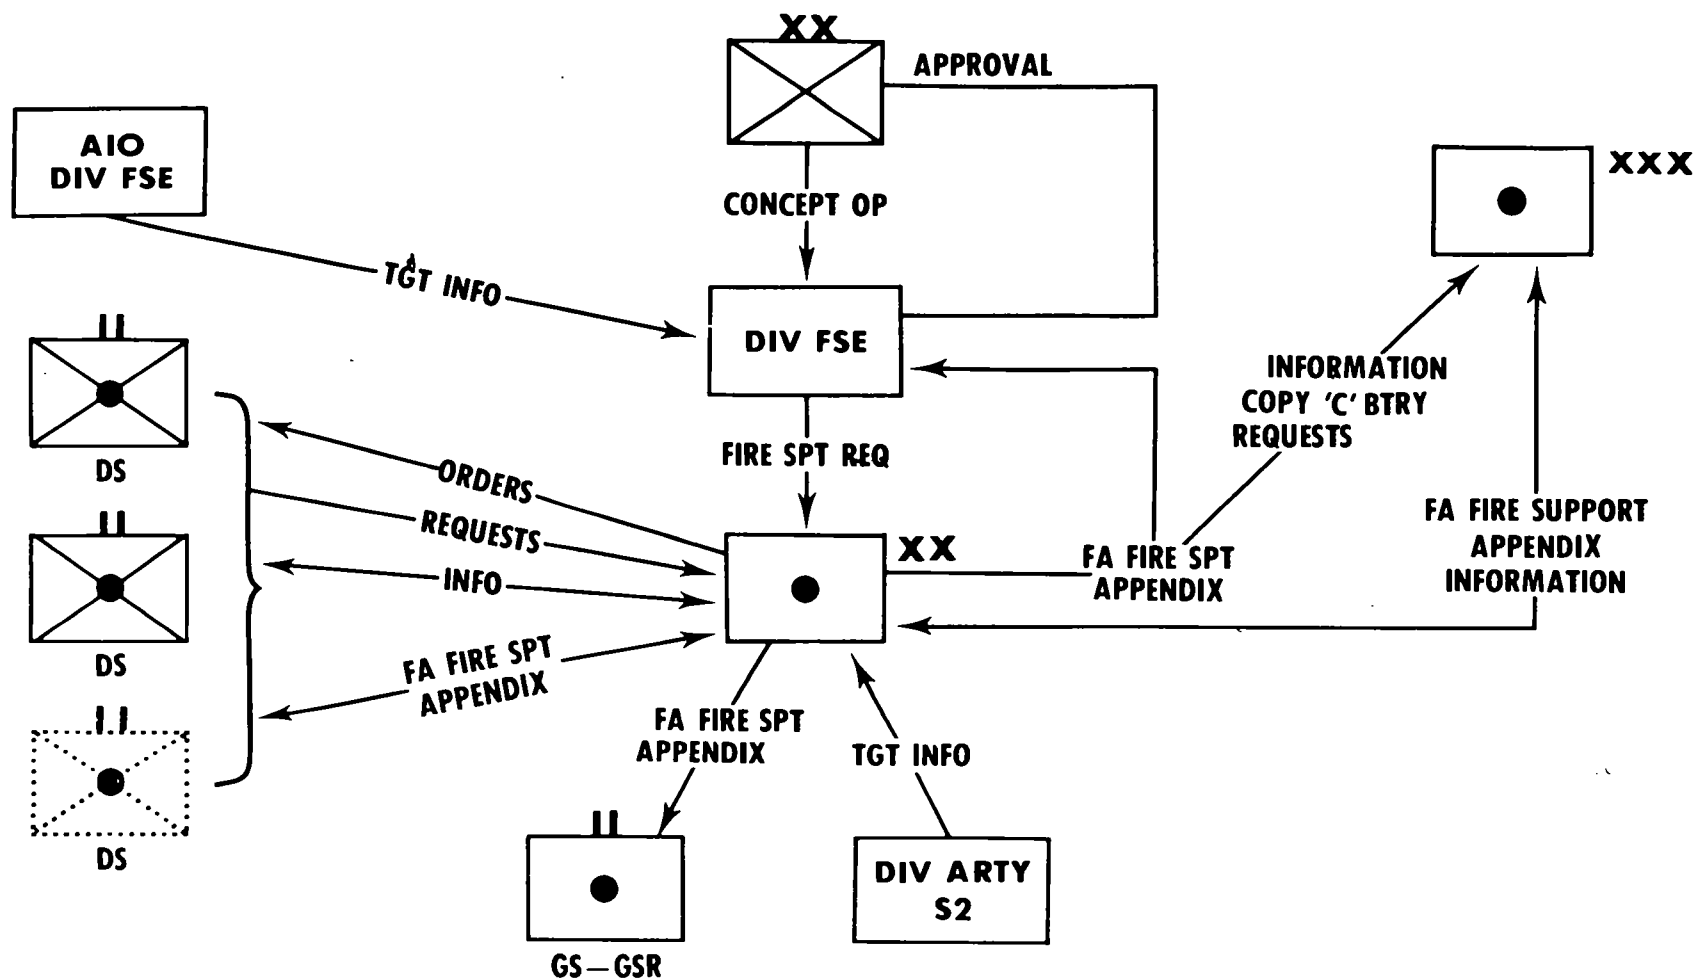 XX
APPROVAL
AIO
DIV FSE
XXX
CONCEPT OP
TGT INFO
DIV FSE
INFORMATION
COPY 'C' BTRY
REQUESTS
FIRE SPT REQ
DS
ORDERS
REQUESTS
INFO
FA FIRE SPT
APPENDIX
XX
FA FIRE SPT
APPENDIX
FA FIRE SUPPORT
APPENDIX
INFORMATION
DS
DS
FA FIRE SPT
APPENDIX
TGT INFO
DIV ARTY
S2
GS—GSR